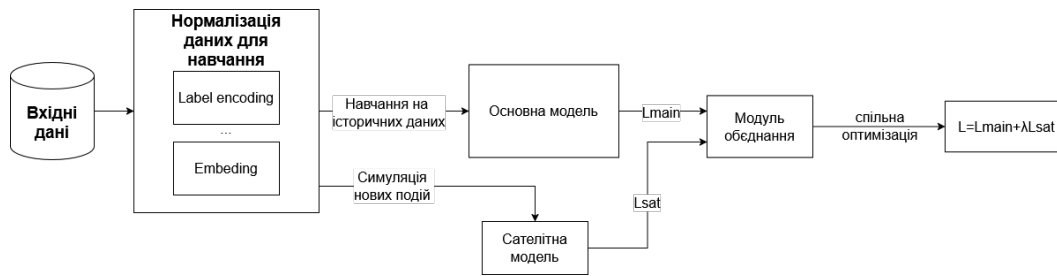 Вхідні
дані
Нормалізація
даних для
навчання
Label encoding
...
Embeding
Навчання на
історичних даних
Симуляція
нових подій
Основна модель
Сателітна
модель
Lmain
Lsat
Модуль
обєднання
спільна
оптимізація
L=Lmain+λLsat